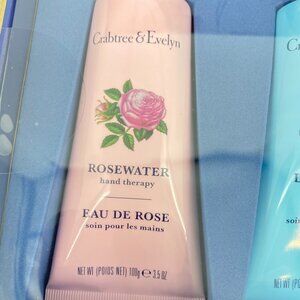 Crabtree & Evelyn
ROSEWATER
hand therapy
EAU DE ROSE
soin pour les mains
NET WT (POIDS NET) 100g ℮ 3.5 OZ